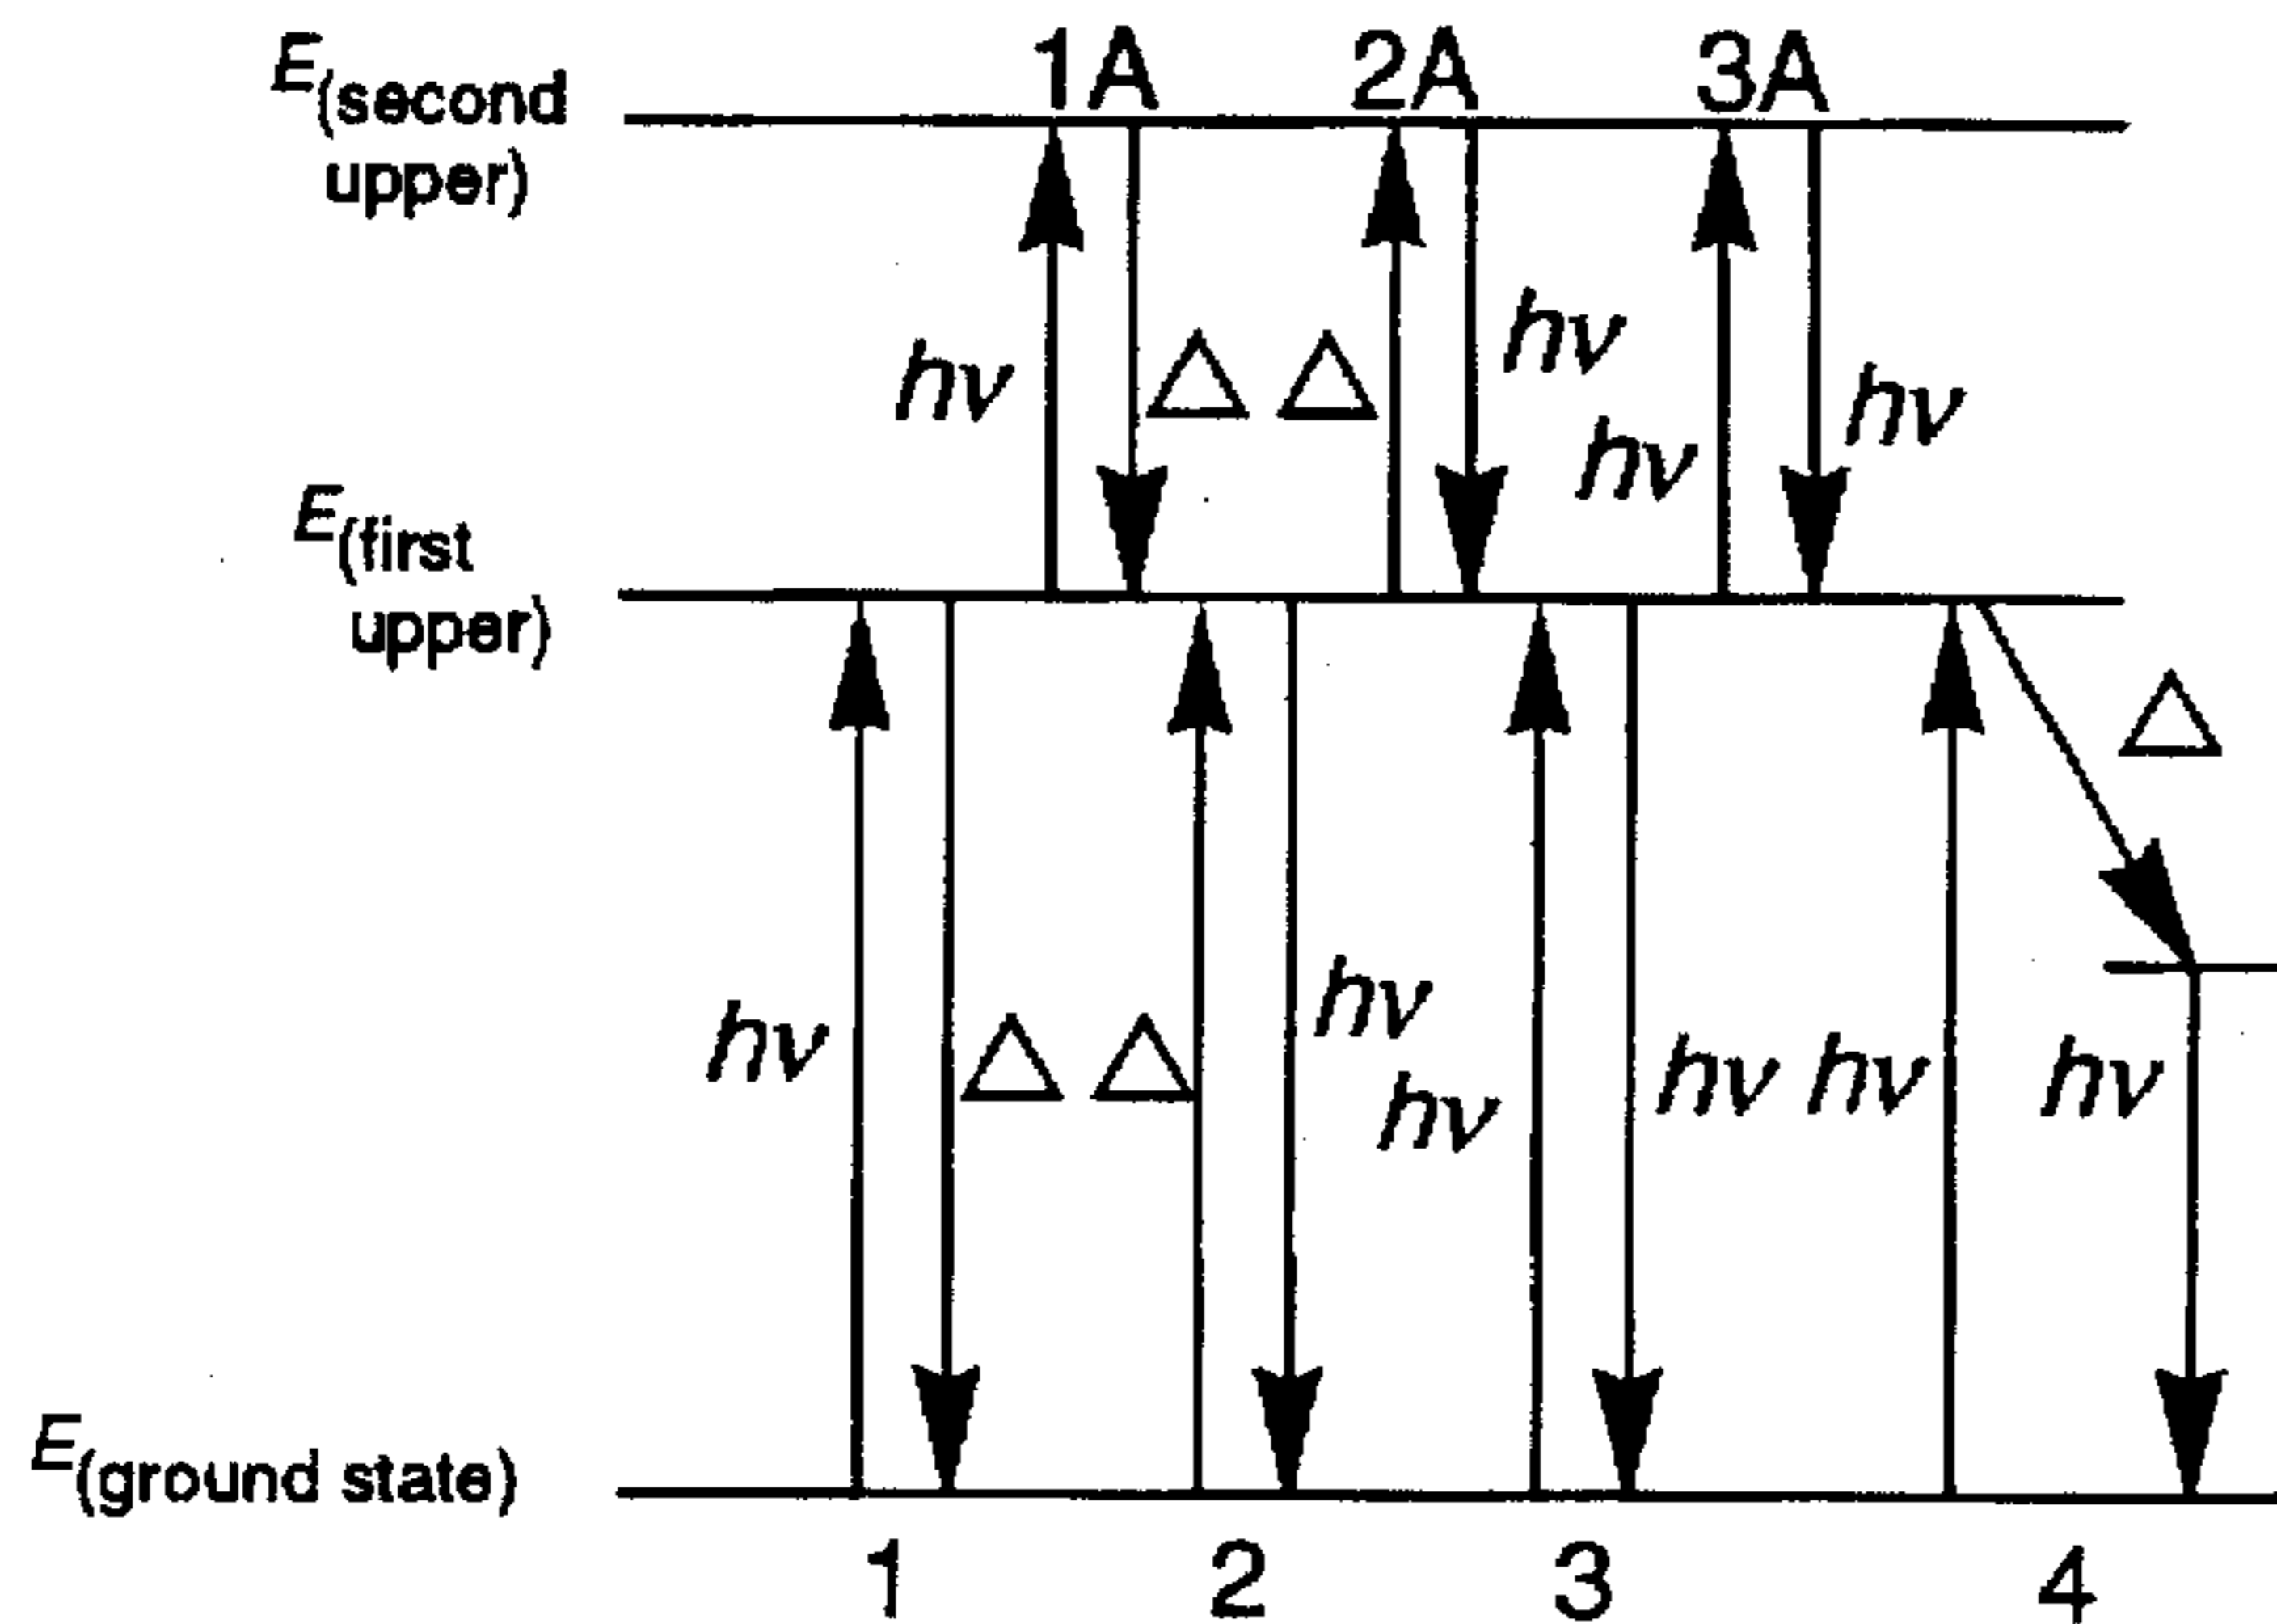 E(second
upper)
1A 2A 3A
hν △ △ hν
hν hν
E(first
upper)
△
hν △ △ hν
hν hν hν hν
E(ground state)
1 2 3 4